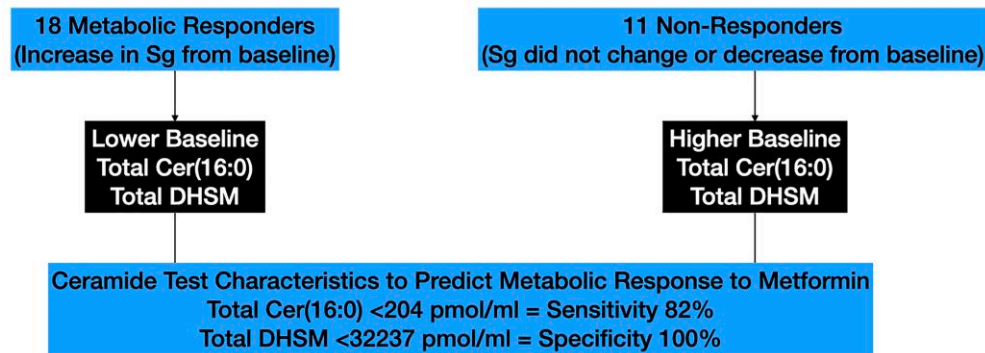 18 Metabolic Responders
(Increase in Sg from baseline)
11 Non-Responders
(Sg did not change or decrease from baseline)
Lower Baseline
Total Cer(16:0)
Total DHSM
Higher Baseline
Total Cer(16:0)
Total DHSM
Ceramide Test Characteristics to Predict Metabolic Response to Metformin
Total Cer(16:0) <204 pmol/ml = Sensitivity 82%
Total DHSM <32237 pmol/ml = Specificity 100%